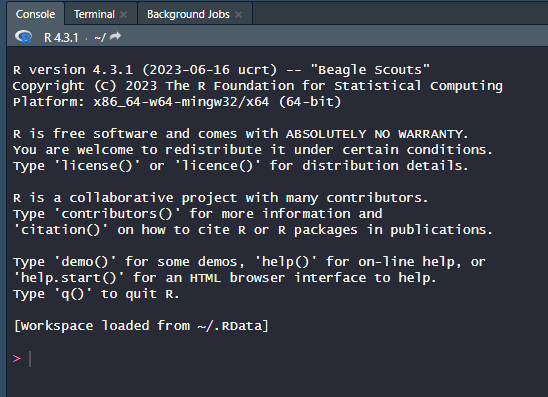 Console Terminal × Background Jobs ×
R R 4.3.1 · ~/
R version 4.3.1 (2023-06-16 ucrt) -- "Beagle Scouts"
Copyright (C) 2023 The R Foundation for Statistical Computing
Platform: x86_64-w64-mingw32/x64 (64-bit)
R is free software and comes with ABSOLUTELY NO WARRANTY.
You are welcome to redistribute it under certain conditions.
Type 'license()' or 'licence()' for distribution details.
R is a collaborative project with many contributors.
Type 'contributors()' for more information and
'citation()' on how to cite R or R packages in publications.
Type 'demo()' for some demos, 'help()' for on-line help, or
'help.start()' for an HTML browser interface to help.
Type 'q()' to quit R.
[Workspace loaded from ~/.RData]
>